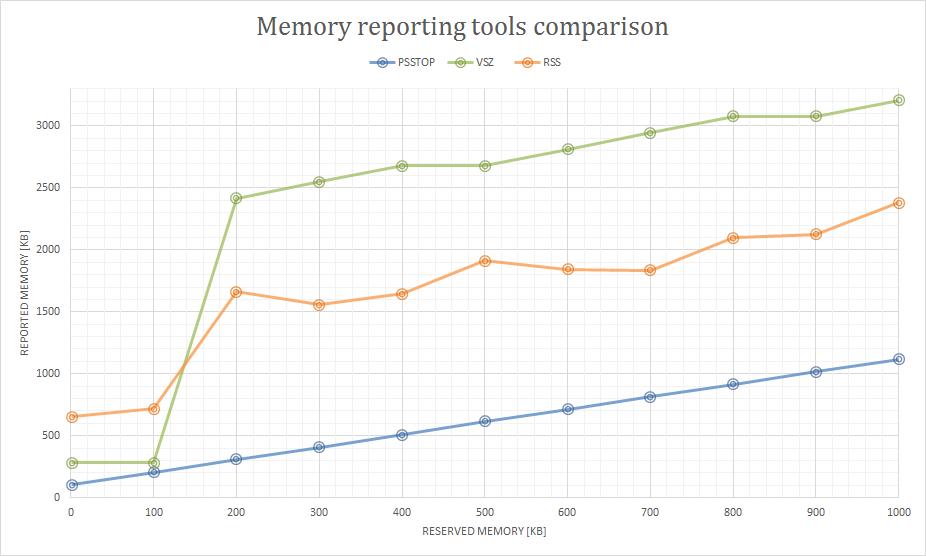 Memory reporting tools comparison
PSSTOP VSZ RSS
3000
2500
2000
1500
1000
500
0
REPORTED MEMORY [KB]
0 100 200 300 400 500 600 700 800 900 1000
RESERVED MEMORY [KB]